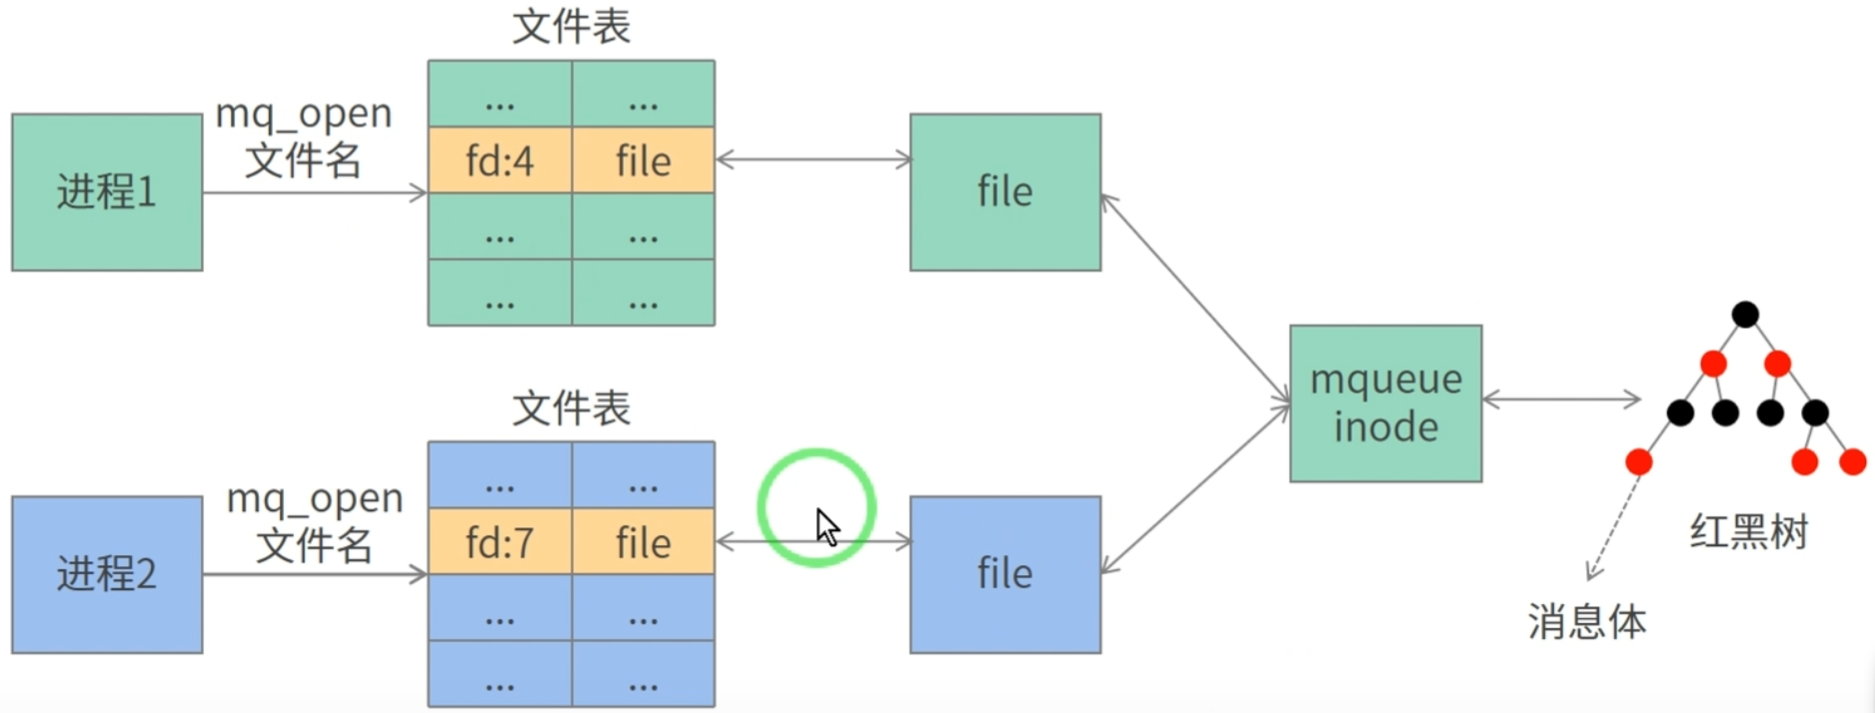 文件表
... ...
mq_open
文件名
进程1
fd:4 file
file
... ...
... ...
文件表
... ...
mq_open
文件名
进程2
fd:7 file
file
... ...
... ...
mqueue
inode
红黑树
消息体